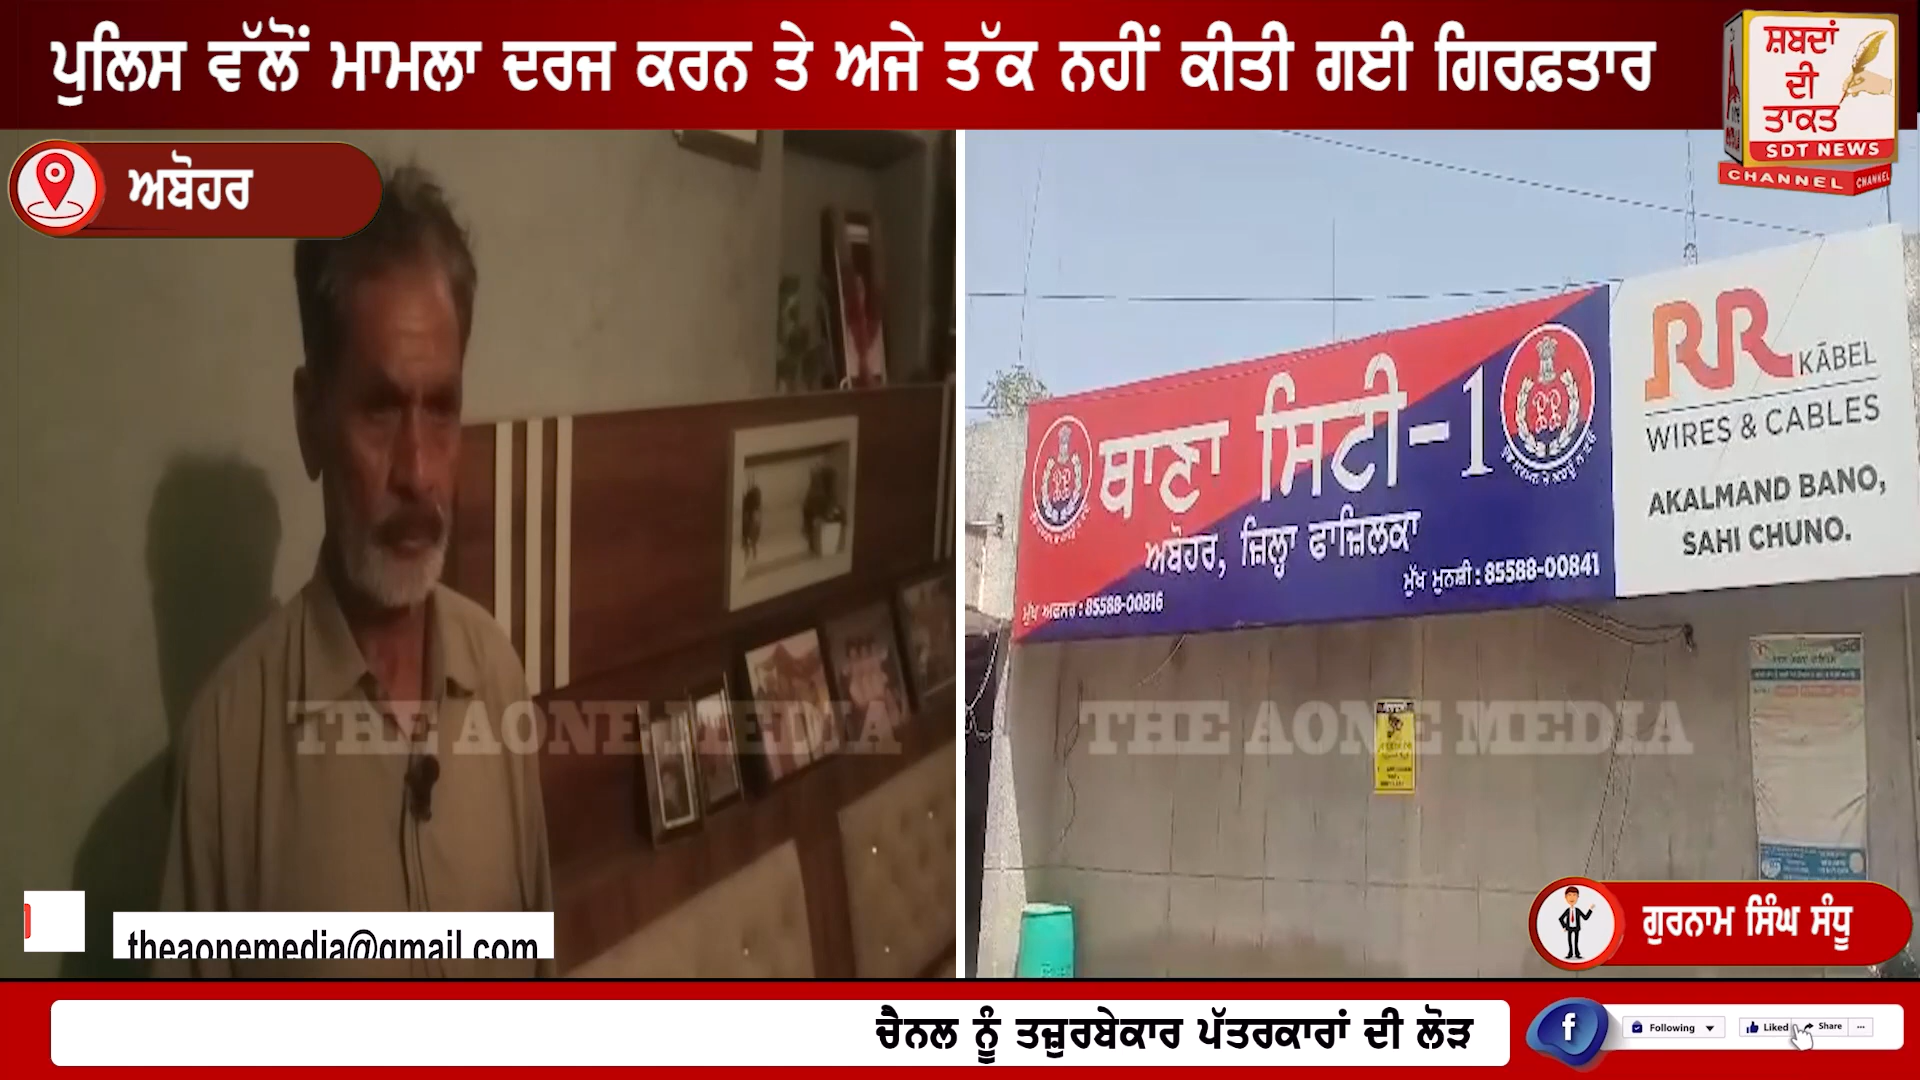 ਪੁਲਿਸ ਵੱਲੋਂ ਮਾਮਲਾ ਦਰਜ ਕਰਨ ਤੇ ਅਜੇ ਤੱਕ ਨਹੀਂ ਕੀਤੀ ਗਈ ਗਿਰਫ਼ਤਾਰ
ਸ਼ਬਦਾਂ
ਦੀ
ਤਾਕਤ
SDT NEWS
CHANNEL CHANNEL
ਅਬੋਹਰ
ਥਾਣਾ ਸਿਟੀ-1
ਅਬੋਹਰ, ਜ਼ਿਲ੍ਹਾ ਫਾਜ਼ਿਲਕਾ
ਮੁੱਖ ਅਫਸਰ : 85588-00816
ਮੁੱਖ ਮੁਨਸ਼ੀ : 85588-00841
RR KĀBEL
WIRES & CABLES
AKALMAND BANO,
SAHI CHUNO.
THE AONE MEDIA
THE AONE MEDIA
theaonemedia@gmail.com
ਗੁਰਨਾਮ ਸਿੰਘ ਸੰਧੂ
ਚੈਨਲ ਨੂੰ ਤਜ਼ੁਰਬੇਕਾਰ ਪੱਤਰਕਾਰਾਂ ਦੀ ਲੋੜ
f Following Liked Share